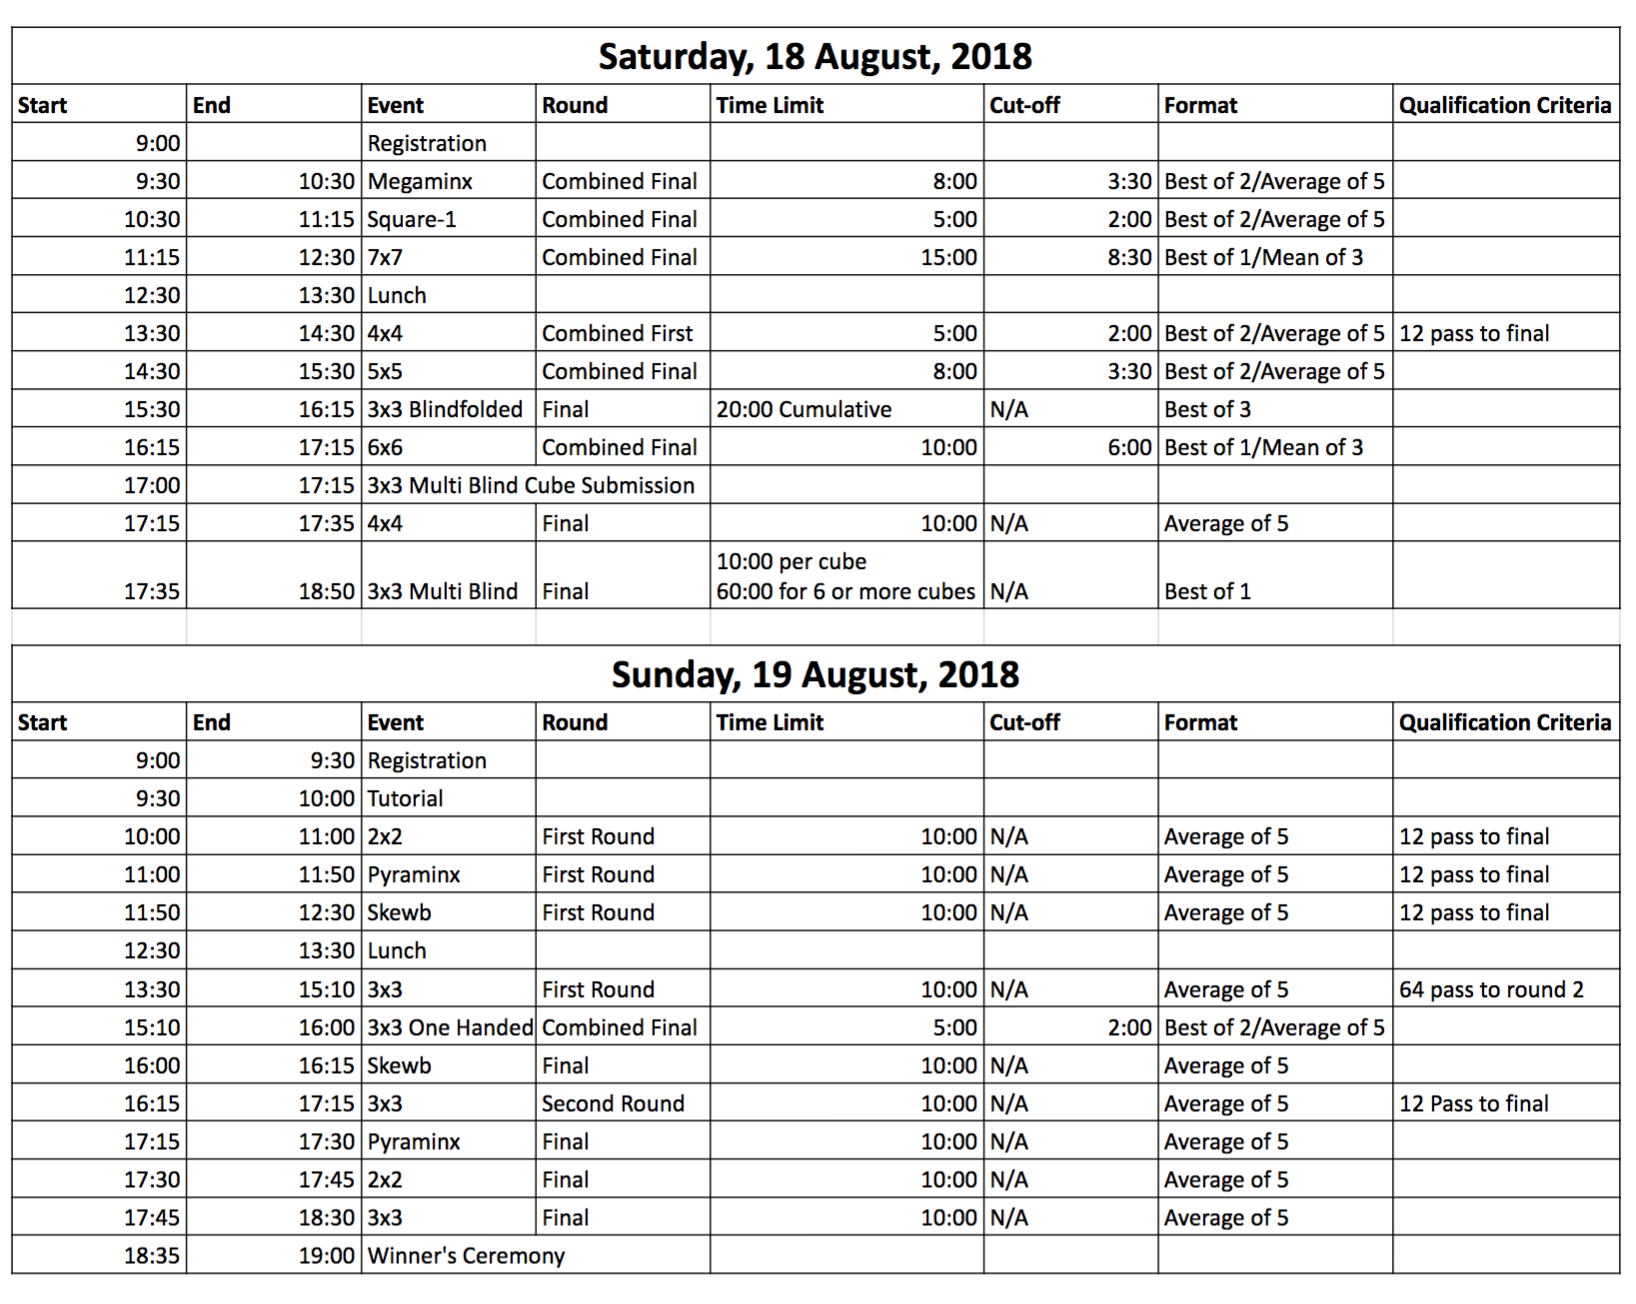 Saturday, 18 August, 2018
Start End Event Round Time Limit Cut-off Format Qualification Criteria
9:00 Registration
9:30 10:30 Megaminx Combined Final 8:00 3:30 Best of 2/Average of 5
10:30 11:15 Square-1 Combined Final 5:00 2:00 Best of 2/Average of 5
11:15 12:30 7x7 Combined Final 15:00 8:30 Best of 1/Mean of 3
12:30 13:30 Lunch
13:30 14:30 4x4 Combined First 5:00 2:00 Best of 2/Average of 5 12 pass to final
14:30 15:30 5x5 Combined Final 8:00 3:30 Best of 2/Average of 5
15:30 16:15 3x3 Blindfolded Final 20:00 Cumulative N/A Best of 3
16:15 17:15 6x6 Combined Final 10:00 6:00 Best of 1/Mean of 3
17:00 17:15 3x3 Multi Blind Cube Submission
17:15 17:35 4x4 Final 10:00 N/A Average of 5
10:00 per cube
17:35 18:50 3x3 Multi Blind Final 60:00 for 6 or more cubes N/A Best of 1
Sunday, 19 August, 2018
Start End Event Round Time Limit Cut-off Format Qualification Criteria
9:00 9:30 Registration
9:30 10:00 Tutorial
10:00 11:00 2x2 First Round 10:00 N/A Average of 5 12 pass to final
11:00 11:50 Pyraminx First Round 10:00 N/A Average of 5 12 pass to final
11:50 12:30 Skewb First Round 10:00 N/A Average of 5 12 pass to final
12:30 13:30 Lunch
13:30 15:10 3x3 First Round 10:00 N/A Average of 5 64 pass to round 2
15:10 16:00 3x3 One Handed Combined Final 5:00 2:00 Best of 2/Average of 5
16:00 16:15 Skewb Final 10:00 N/A Average of 5
16:15 17:15 3x3 Second Round 10:00 N/A Average of 5 12 Pass to final
17:15 17:30 Pyraminx Final 10:00 N/A Average of 5
17:30 17:45 2x2 Final 10:00 N/A Average of 5
17:45 18:30 3x3 Final 10:00 N/A Average of 5
18:35 19:00 Winner's Ceremony